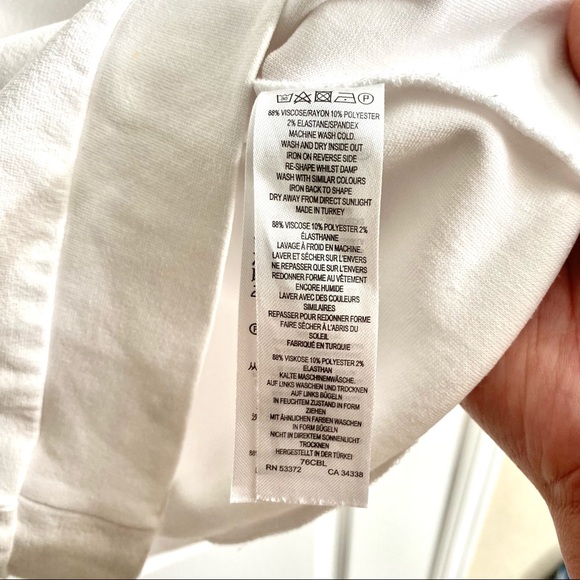 P
88% VISCOSE/RAYON 10% POLYESTER
2% ELASTANE/SPANDEX
MACHINE WASH COLD.
WASH AND DRY INSIDE OUT
IRON ON REVERSE SIDE
RE-SHAPE WHILST DAMP
WASH WITH SIMILAR COLOURS
IRON BACK TO SHAPE
DRY AWAY FROM DIRECT SUNLIGHT
MADE IN TURKEY
88% VISCOSE 10% POLYESTER 2%
ÉLASTHANNE
LAVAGE À FROID EN MACHINE.
LAVER ET SÉCHER SUR L'ENVERS
NE REPASSER QUE SUR L'ENVERS
REDONNER FORME AU VÊTEMENT
ENCORE HUMIDE
LAVER AVEC DES COULEURS
SIMILAIRES
REPASSER POUR REDONNER FORME
FAIRE SÉCHER À L'ABRIS DU
SOLEIL
FABRIQUÉ EN TURQUIE
88% VISKOSE 10% POLYESTER 2%
ELASTHAN
KALTE MASCHINENWÄSCHE.
AUF LINKS WASCHEN UND TROCKNEN
AUF LINKS BÜGELN
IN FEUCHTEM ZUSTAND IN FORM
ZIEHEN
MIT ÄHNLICHEN FARBEN WASCHEN
IN FORM BÜGELN
NICHT IN DIREKTEM SONNENLICHT
TROCKNEN
HERGESTELLT IN DER TÜRKEI
76CBL
RN 53372 CA 34338